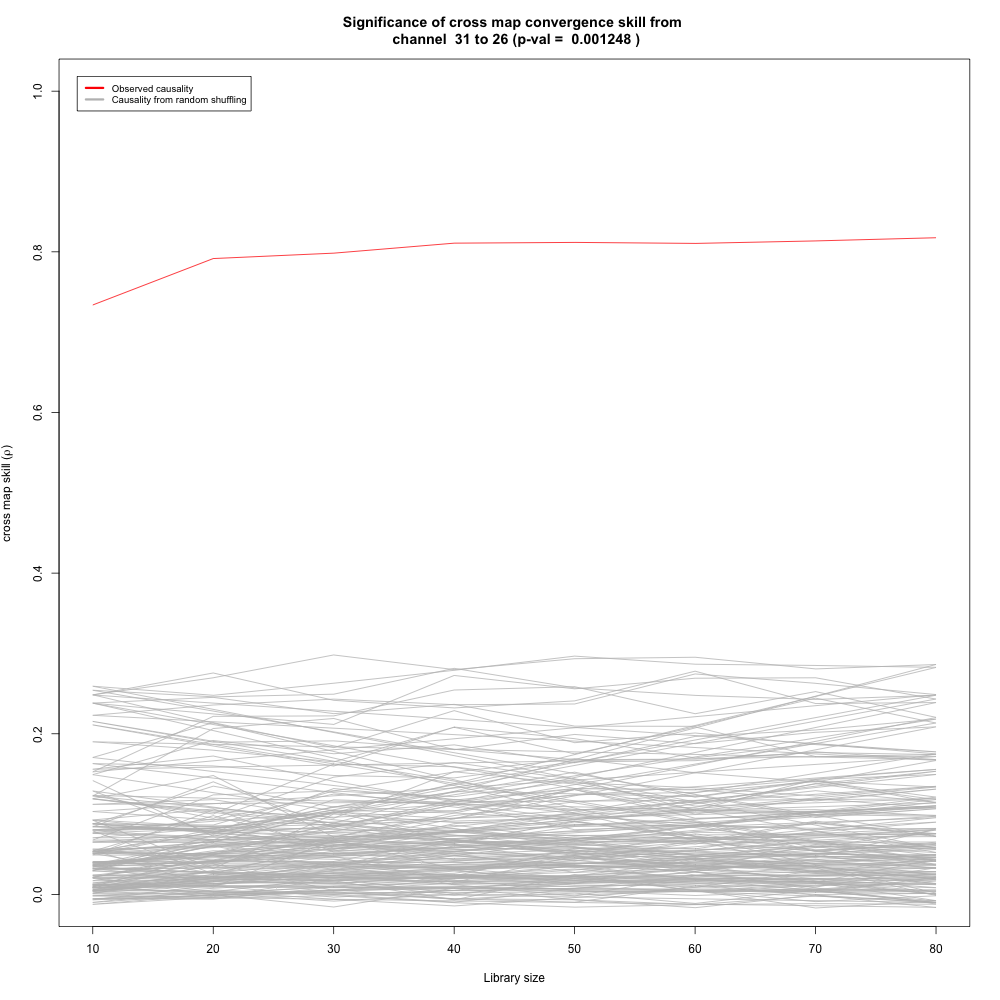 Significance of cross map convergence skill from
channel  31 to 26 (p-val =  0.001248 )
Observed causality
Causality from random shuffling
1.0
0.8
0.6
0.4
0.2
0.0
cross map skill (ρ)
10 20 30 40 50 60 70 80
Library size